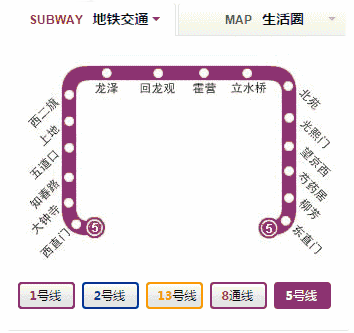 SUBWAY 地铁交通
MAP 生活圈
龙泽 回龙观 霍营 立水桥
西二旗
上地
五道口
知春路
大钟寺
西直门
北苑
光熙门
望京西
芍药居
柳芳
东直门
5
5
1号线 2号线 13号线 8通线 5号线